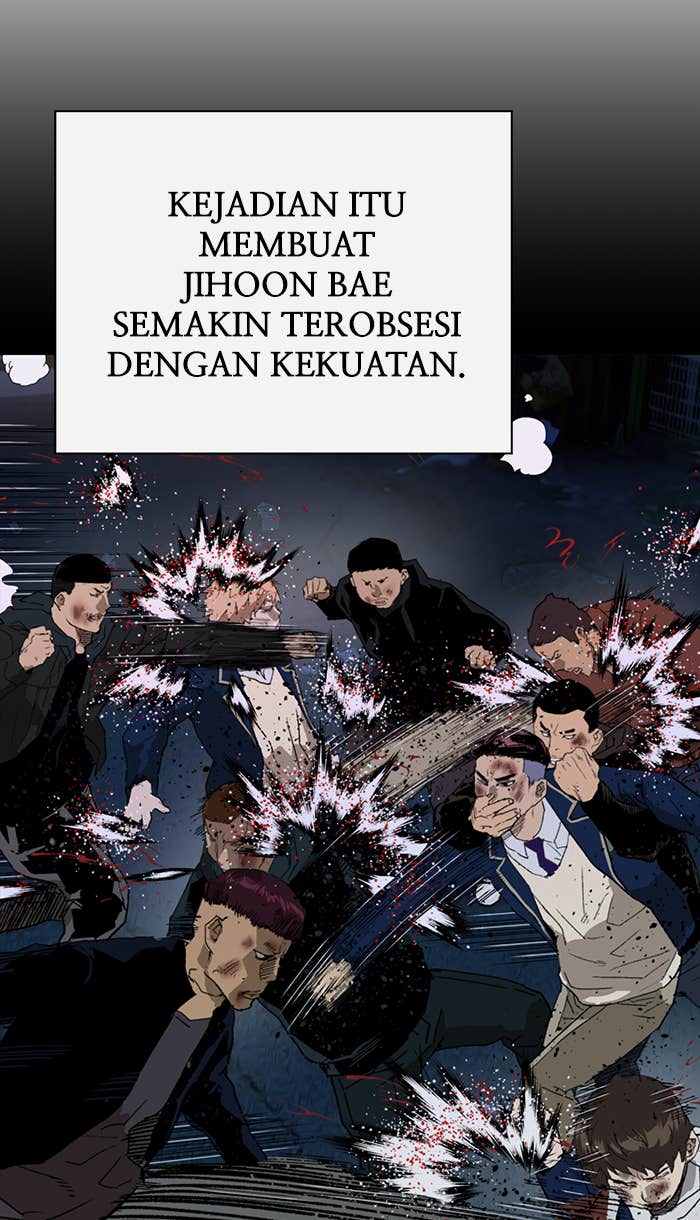 KEJADIAN ITU
MEMBUAT
JIHOON BAE
SEMAKIN TEROBSESI
DENGAN KEKUATAN.